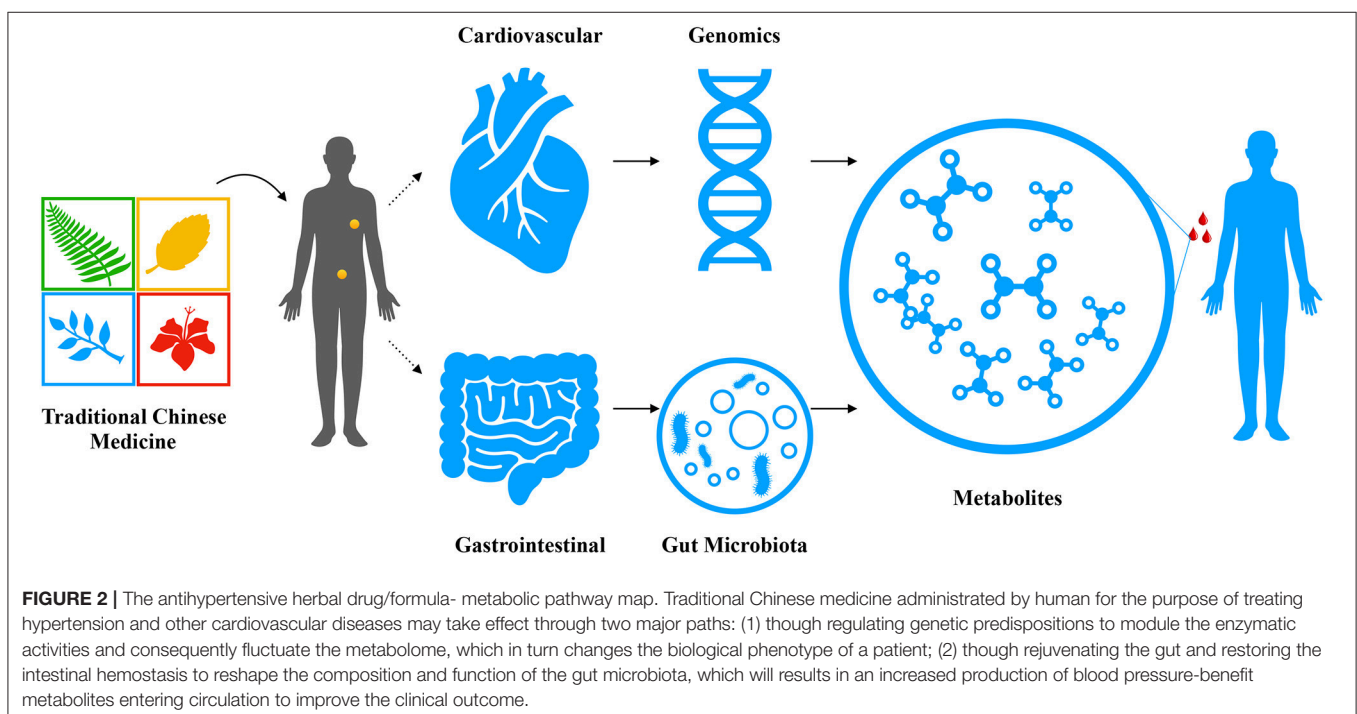 Cardiovascular
Genomics
Traditional Chinese
Medicine
Metabolites
Gastrointestinal
Gut Microbiota
FIGURE 2 | The antihypertensive herbal drug/formula- metabolic pathway map. Traditional Chinese medicine administrated by human for the purpose of treating
hypertension and other cardiovascular diseases may take effect through two major paths: (1) though regulating genetic predispositions to module the enzymatic
activities and consequently fluctuate the metabolome, which in turn changes the biological phenotype of a patient; (2) though rejuvenating the gut and restoring the
intestinal hemostasis to reshape the composition and function of the gut microbiota, which will results in an increased production of blood pressure-benefit
metabolites entering circulation to improve the clinical outcome.